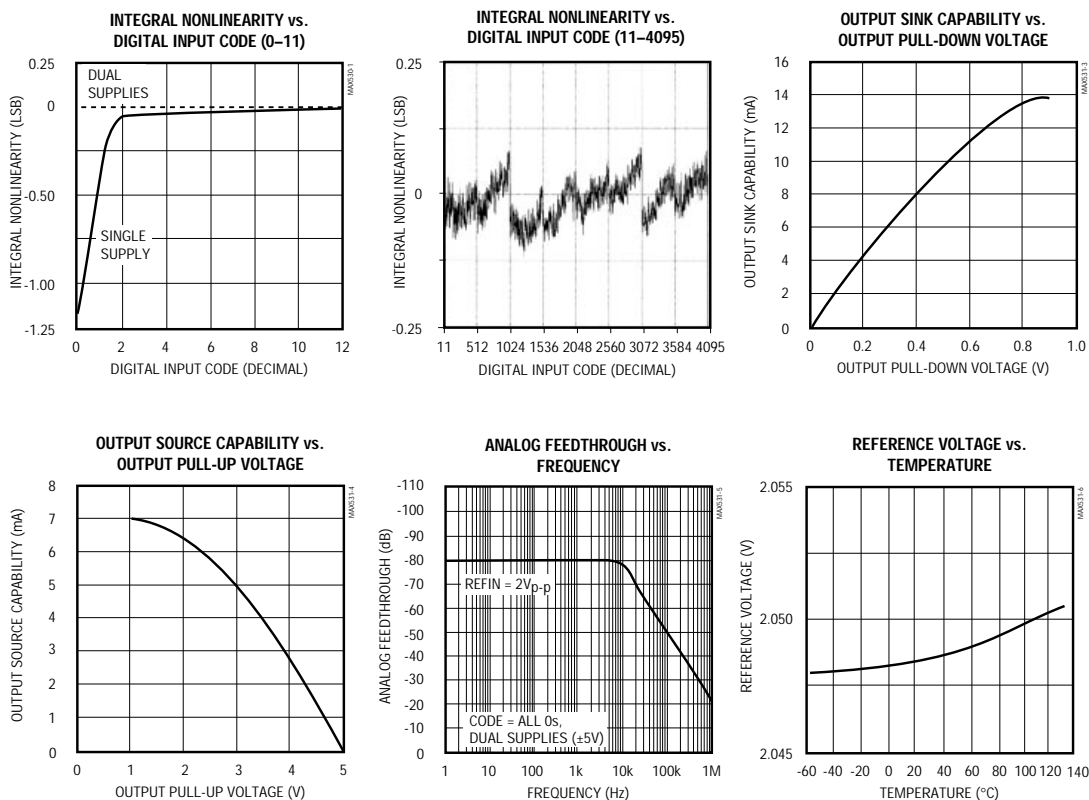 INTEGRAL NONLINEARITY vs.
DIGITAL INPUT CODE (0–11)
MAX530-1
0.25
0
-0.50
-1.00
-1.25
INTEGRAL NONLINEARITY (LSB)
DUAL
SUPPLIES
SINGLE
SUPPLY
0 2 4 6 8 10 12
DIGITAL INPUT CODE (DECIMAL)
INTEGRAL NONLINEARITY vs.
DIGITAL INPUT CODE (11–4095)
0.25
0
-0.25
INTEGRAL NONLINEARITY (LSB)
11 512 1024 1536 2048 2560 3072 3584 4095
DIGITAL INPUT CODE (DECIMAL)
OUTPUT SINK CAPABILITY vs.
OUTPUT PULL-DOWN VOLTAGE
MAX531-3
16
14
12
10
8
6
4
2
0
OUTPUT SINK CAPABILITY (mA)
0 0.2 0.4 0.6 0.8 1.0
OUTPUT PULL-DOWN VOLTAGE (V)
OUTPUT SOURCE CAPABILITY vs.
OUTPUT PULL-UP VOLTAGE
MAX531-4
8
7
6
5
4
3
2
1
0
OUTPUT SOURCE CAPABILITY (mA)
0 1 2 3 4 5
OUTPUT PULL-UP VOLTAGE (V)
ANALOG FEEDTHROUGH vs.
FREQUENCY
MAX531-5
-110
-100
-90
-80
-70
-60
-50
-40
-30
-20
-10
0
ANALOG FEEDTHROUGH (dB)
REFIN = 2Vp-p
CODE = ALL 0s,
DUAL SUPPLIES (±5V)
1 10 100 1k 10k 100k 1M
FREQUENCY (Hz)
REFERENCE VOLTAGE vs.
TEMPERATURE
MAX531-6
2.055
2.050
2.045
REFERENCE VOLTAGE (V)
-60 -40 -20 0 20 40 60 80 100 120 140
TEMPERATURE (°C)